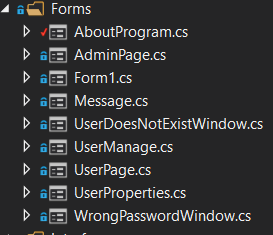 Forms
AboutProgram.cs
AdminPage.cs
Form1.cs
Message.cs
UserDoesNotExistWindow.cs
UserManage.cs
UserPage.cs
UserProperties.cs
WrongPasswordWindow.cs